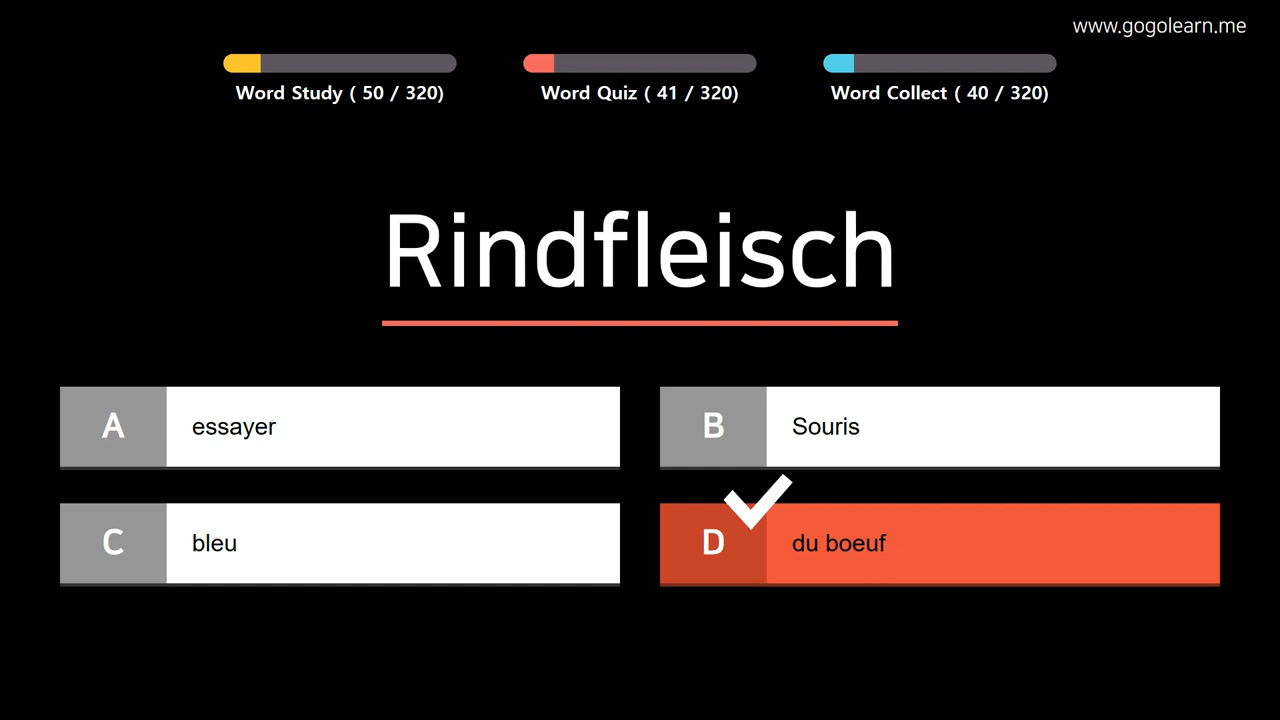 www.gogolearn.me
Word Study ( 50 / 320)
Word Quiz ( 41 / 320)
Word Collect ( 40 / 320)
Rindfleisch
A essayer
B Souris
C bleu
D du boeuf